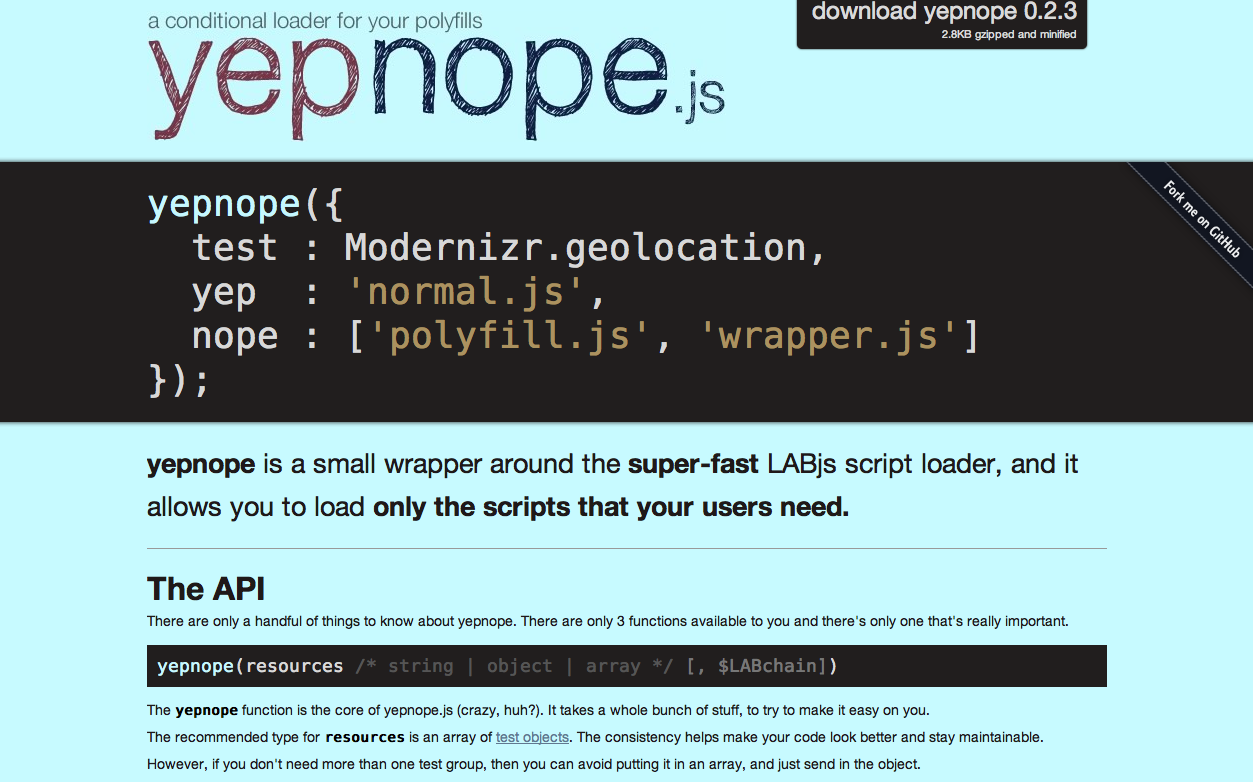 a conditional loader for your polyfills
download yepnope 0.2.3
2.8KB gzipped and minified
yepnope.js
Fork me on GitHub
yepnope({
  test : Modernizr.geolocation,
  yep  : 'normal.js',
  nope : ['polyfill.js', 'wrapper.js']
});
yepnope is a small wrapper around the super-fast LABjs script loader, and it
allows you to load only the scripts that your users need.
The API
There are only a handful of things to know about yepnope. There are only 3 functions available to you and there's only one that's really important.
yepnope(resources /* string | object | array */ [, $LABchain])
The yepnope function is the core of yepnope.js (crazy, huh?). It takes a whole bunch of stuff, to try to make it easy on you.
The recommended type for resources is an array of test objects. The consistency helps make your code look better and stay maintainable.
However, if you don't need more than one test group, then you can avoid putting it in an array, and just send in the object.